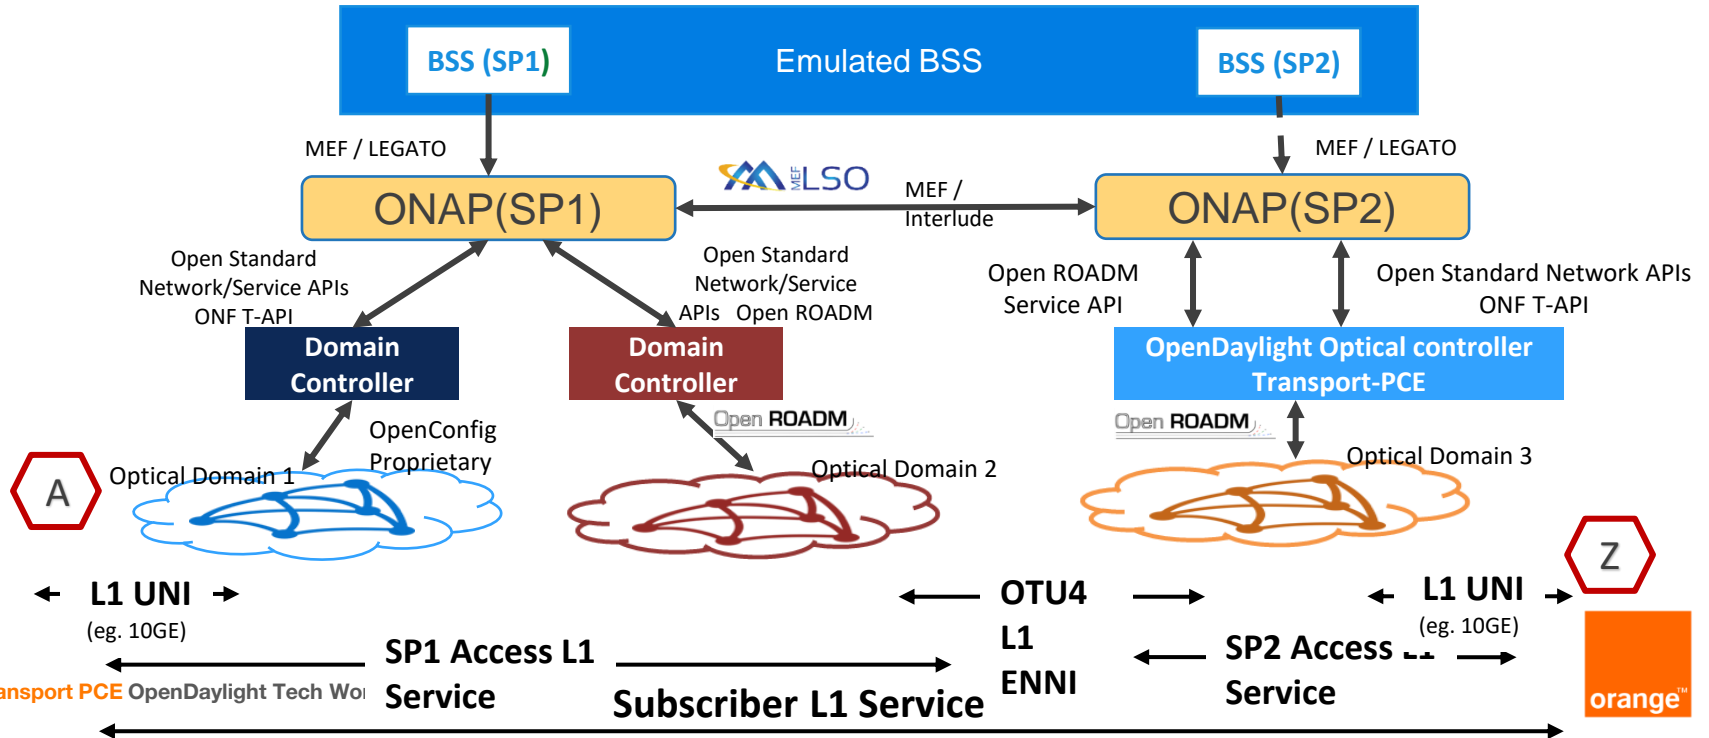 BSS (SP1)
Emulated BSS
BSS (SP2)
MEF / LEGATO
MEF / LEGATO
MEF LSO
MEF /
Interlude
ONAP(SP1)
ONAP(SP2)
Open Standard
Network/Service APIs
ONF T-API
Open Standard
Network/Service
APIs Open ROADM
Open ROADM
Service API
Open Standard Network APIs
ONF T-API
Domain
Controller
Domain
Controller
OpenDaylight Optical controller
Transport-PCE
OpenConfig
Proprietary
Open ROADM
Open ROADM
A
Optical Domain 1
Optical Domain 2
Optical Domain 3
Z
L1 UNI
(eg. 10GE)
OTU4
L1
ENNI
L1 UNI
(eg. 10GE)
SP1 Access L1
Service
SP2 Access L1
Service
ansport PCE OpenDaylight Tech Wor
Subscriber L1 Service
orange™